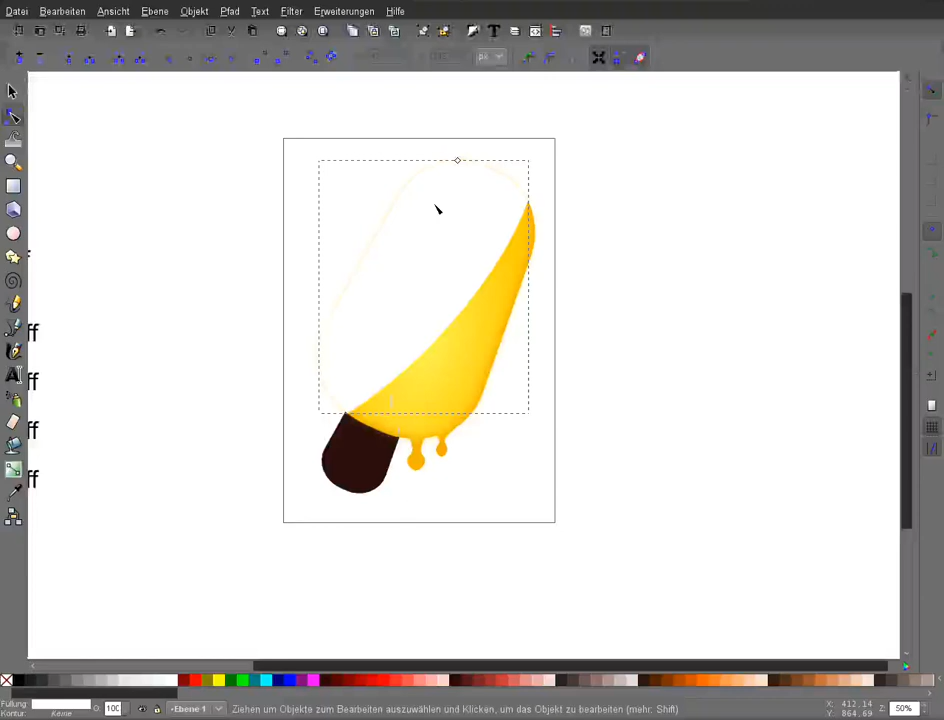 Datei Bearbeiten Ansicht Ebene Objekt Pfad Text Filter Erweiterungen Hilfe
px
ff
ff
ff
ff
Füllung:
Kontur: Keine
O: 100
Ebene 1
Ziehen um Objekte zum Bearbeiten auszuwählen und Klicken, um das Objekt zu bearbeiten (mehr: Shift)
X: 412,14
Y: 864,69
Z: 50%